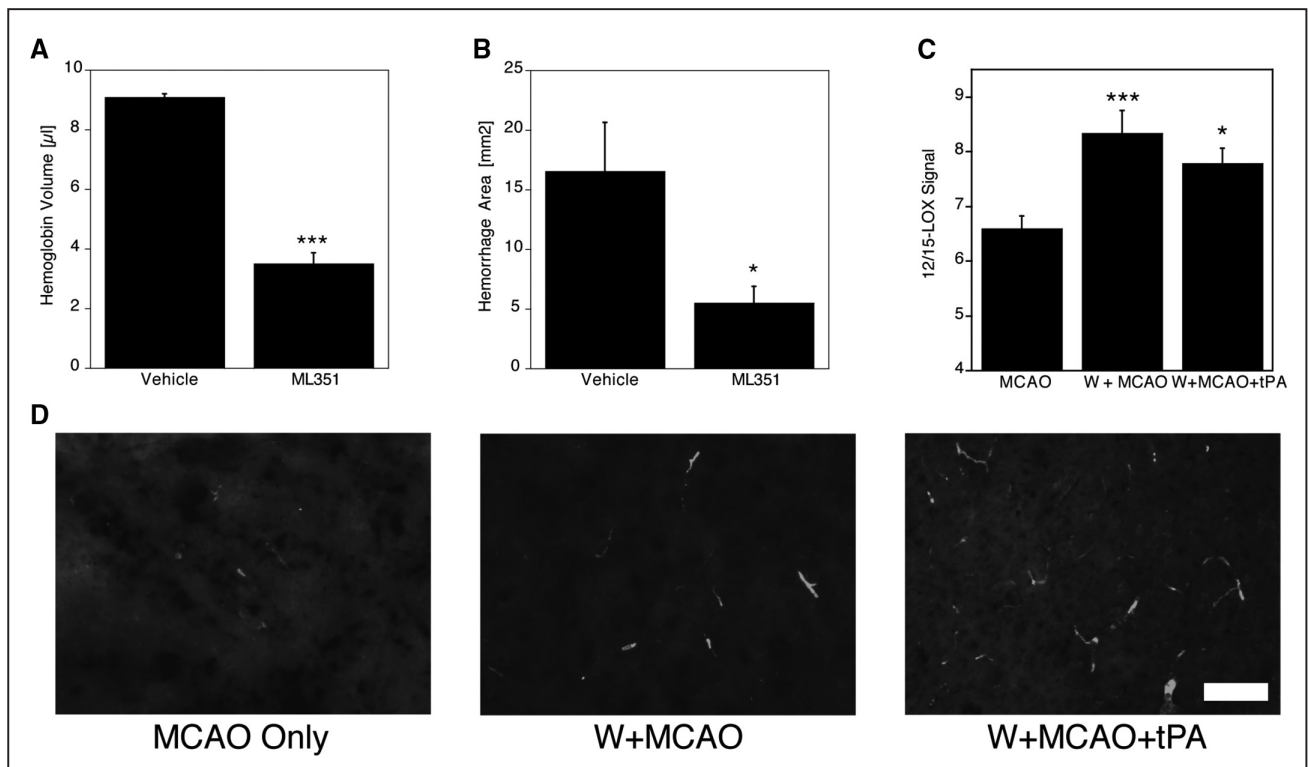 A
10
8
6
4
2
0
Hemoglobin Volume [µl]
***
Vehicle ML351
B
25
20
15
10
5
0
Hemorrhage Area [mm2]
*
Vehicle ML351
C
9
8
7
6
5
4
12/15-LOX Signal
***
*
MCAO W + MCAO W+MCAO+tPA
D
MCAO Only W+MCAO W+MCAO+tPA